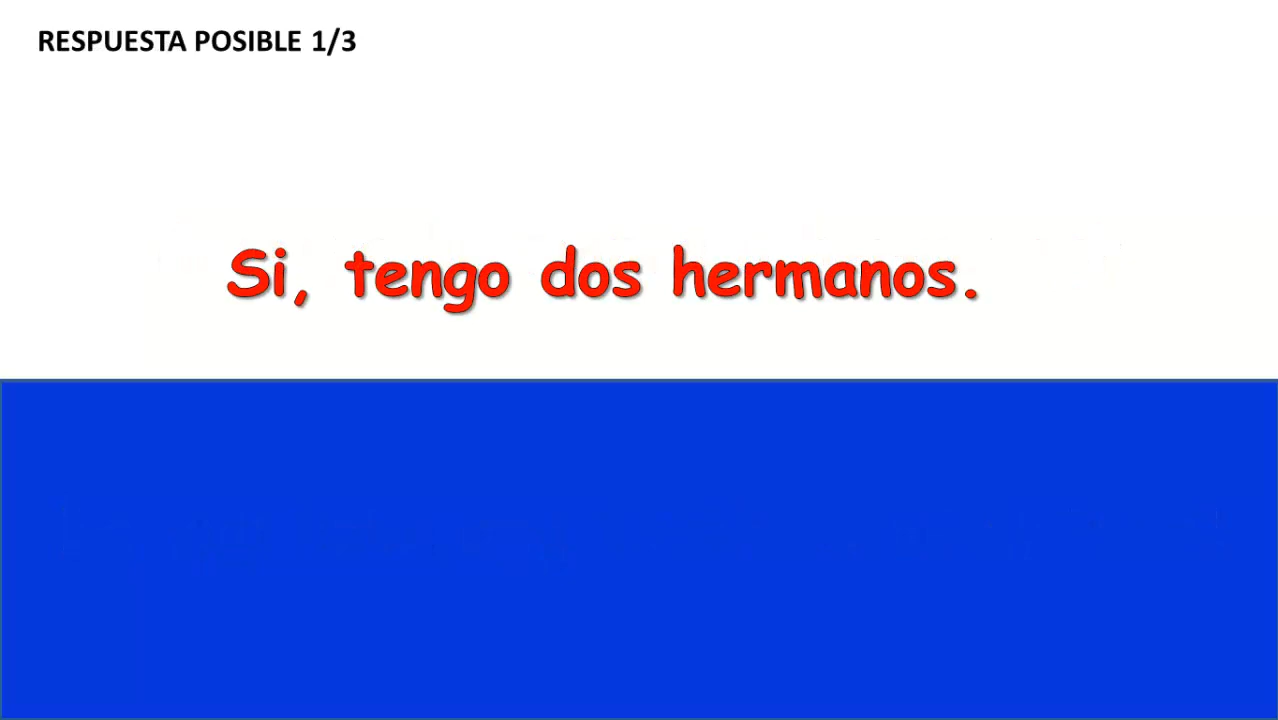 RESPUESTA POSIBLE 1/3
Si, tengo dos hermanos.